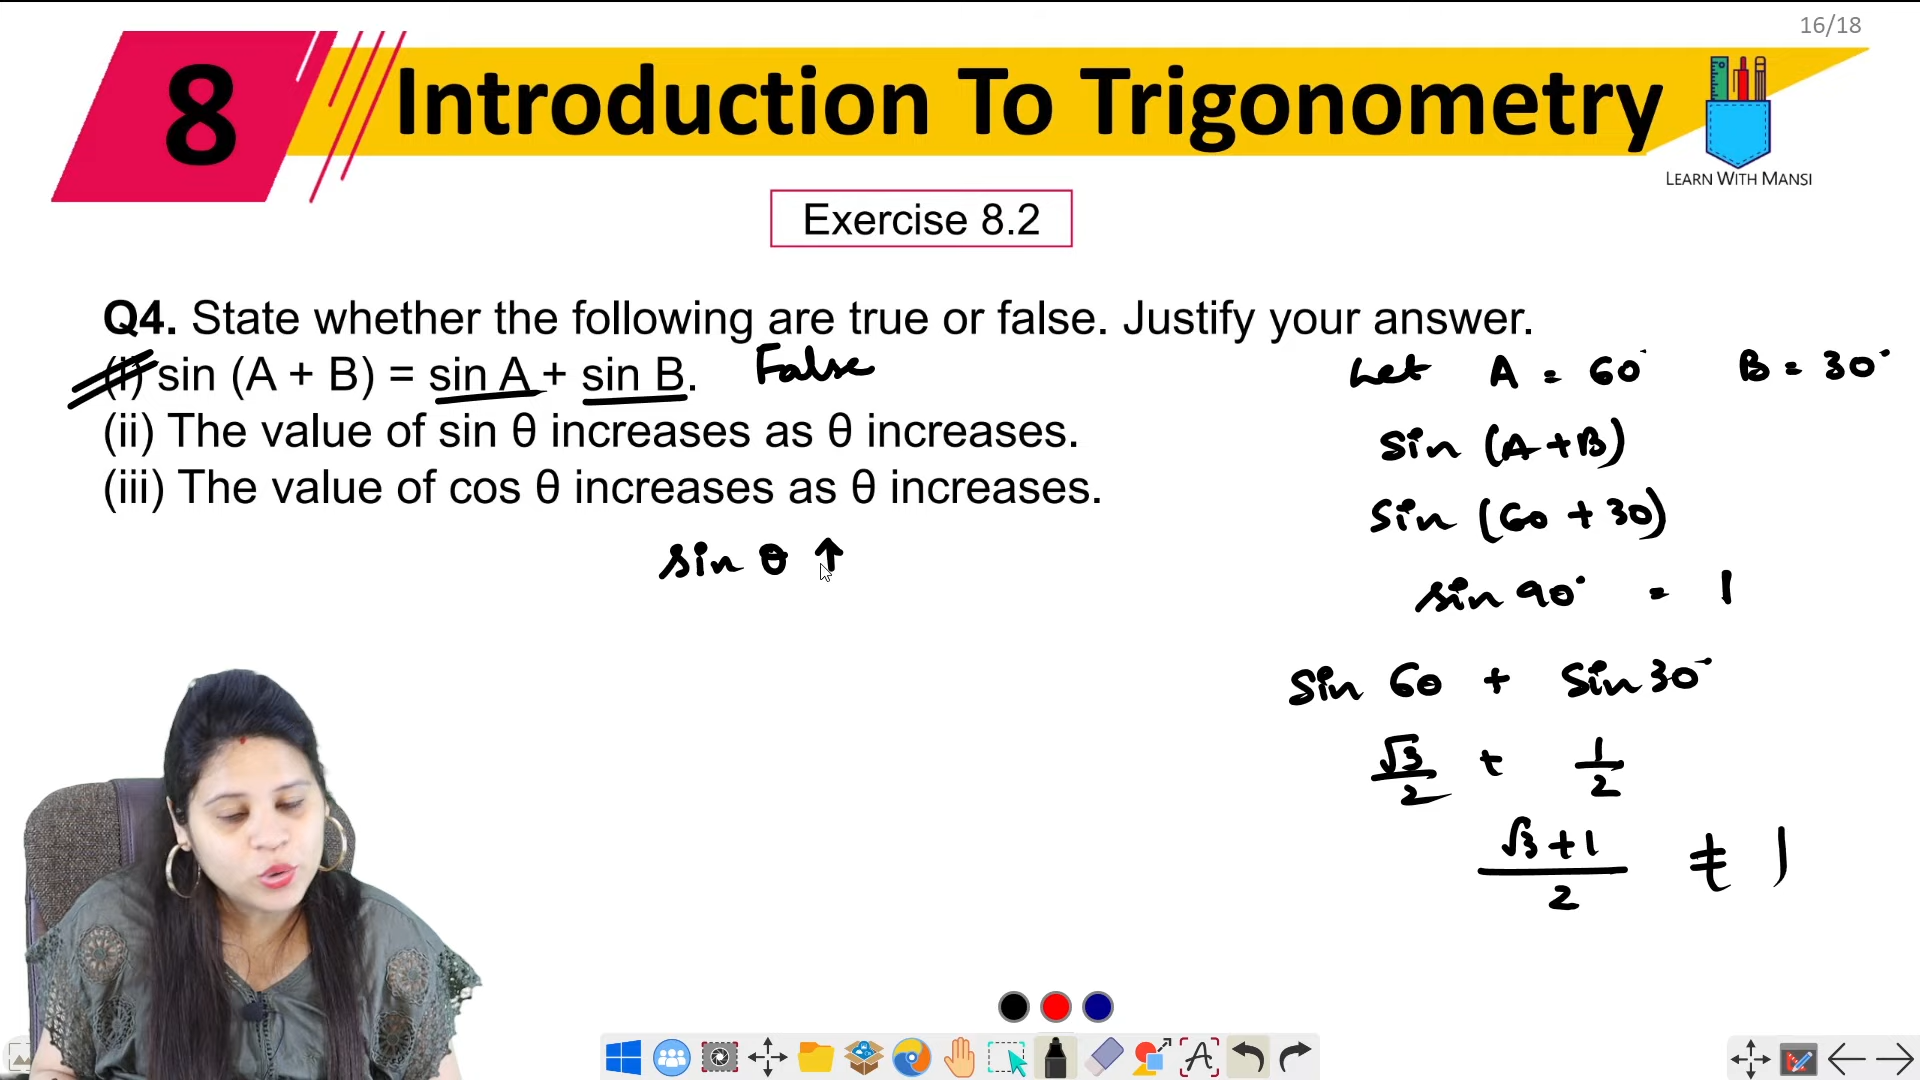 16/18
8 Introduction To Trigonometry
LEARN WITH MANSI
Exercise 8.2
Q4. State whether the following are true or false. Justify your answer.
(i) sin (A + B) = sin A + sin B. False
(ii) The value of sin θ increases as θ increases.
(iii) The value of cos θ increases as θ increases.
sin θ ↑
Let A = 60° B = 30°
sin (A+B)
sin (60 + 30)
sin 90° = 1
sin 60 + sin 30°
√3/2 + 1/2
√3+1/2 ≠ 1